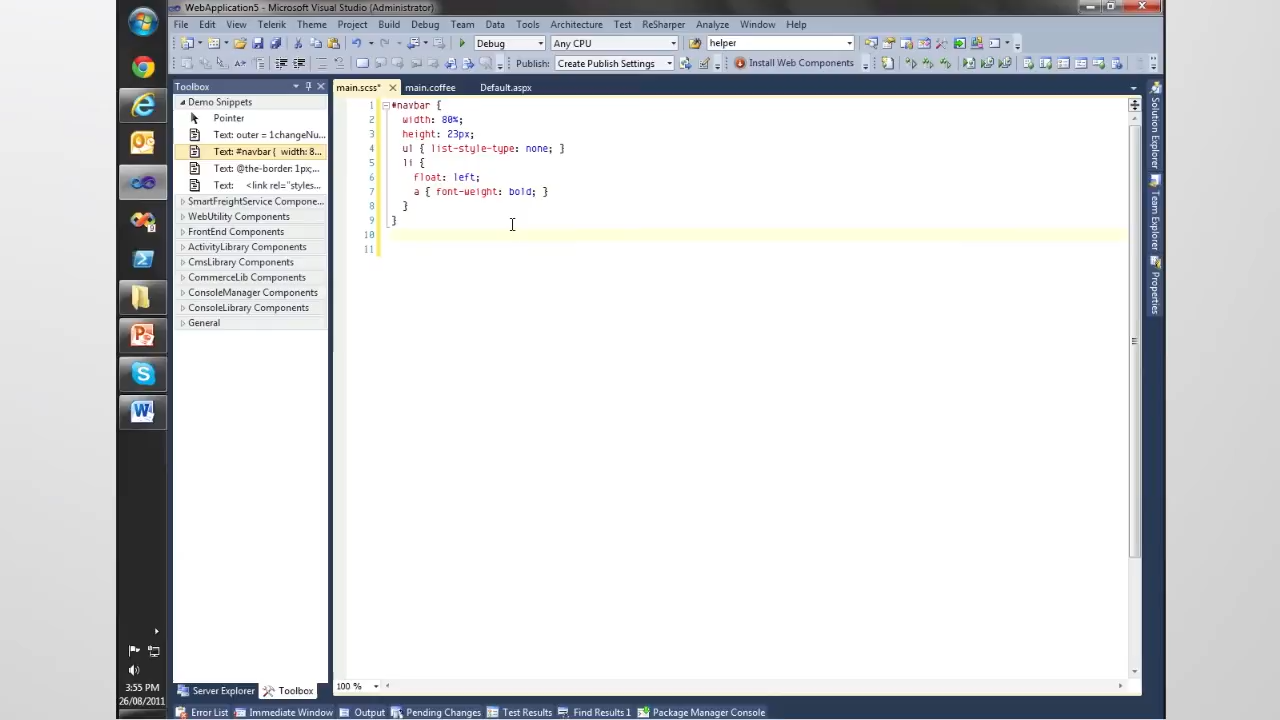 WebApplication5 - Microsoft Visual Studio (Administrator)
File Edit View Telerik Theme Project Build Debug Team Data Tools Architecture Test ReSharper Analyze Window Help
Debug Any CPU helper
Publish: Create Publish Settings Install Web Components
Toolbox
main.scss* main.coffee Default.aspx
Demo Snippets
Pointer
Text: outer = 1changeNu...
Text: #navbar { width: 8...
Text: @the-border: 1px;...
Text: <link rel="styles...
SmartFreightService Compone...
WebUtility Components
FrontEnd Components
ActivityLibrary Components
CmsLibrary Components
CommerceLib Components
ConsoleManager Components
ConsoleLibrary Components
General
1 #navbar {
2 width: 80%;
3 height: 23px;
4 ul { list-style-type: none; }
5 li {
6 float: left;
7 a { font-weight: bold; }
8 }
9 }
10
11
Solution Explorer
Team Explorer
Properties
100 %
Server Explorer Toolbox
Error List Immediate Window Output Pending Changes Test Results Find Results 1 Package Manager Console
3:55 PM
26/08/2011